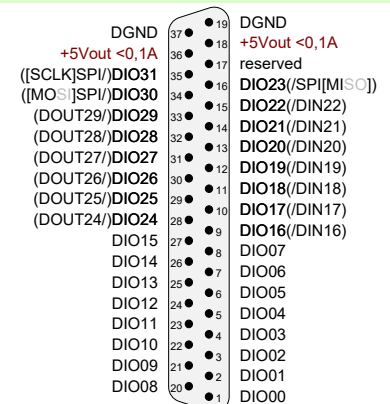 DGND 37 19 DGND
+5Vout <0,1A 36 18 +5Vout <0,1A
([SCLK]SPI/)DIO31 35 17 reserved
([MOSI]SPI/)DIO30 34 16 DIO23(/SPI[MISO])
(DOUT29/)DIO29 33 15 DIO22(/DIN22)
(DOUT28/)DIO28 32 14 DIO21(/DIN21)
(DOUT27/)DIO27 31 13 DIO20(/DIN20)
(DOUT26/)DIO26 30 12 DIO19(/DIN19)
(DOUT25/)DIO25 29 11 DIO18(/DIN18)
(DOUT24/)DIO24 28 10 DIO17(/DIN17)
DIO15 27 9 DIO16(/DIN16)
DIO14 26 8 DIO07
DIO13 25 7 DIO06
DIO12 24 6 DIO05
DIO11 23 5 DIO04
DIO10 22 4 DIO03
DIO09 21 3 DIO02
DIO08 20 2 DIO01
1 DIO00